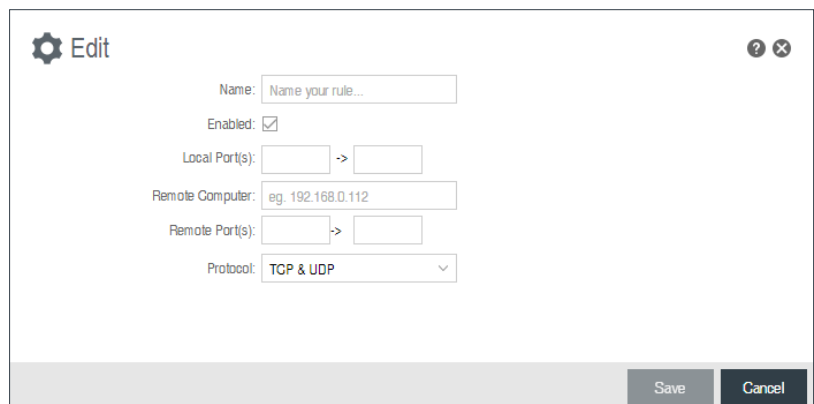 Edit
Name: Name your rule...
Enabled:
Local Port(s): ->
Remote Computer: eg. 192.168.0.112
Remote Port(s): ->
Protocol: TCP & UDP
Save Cancel